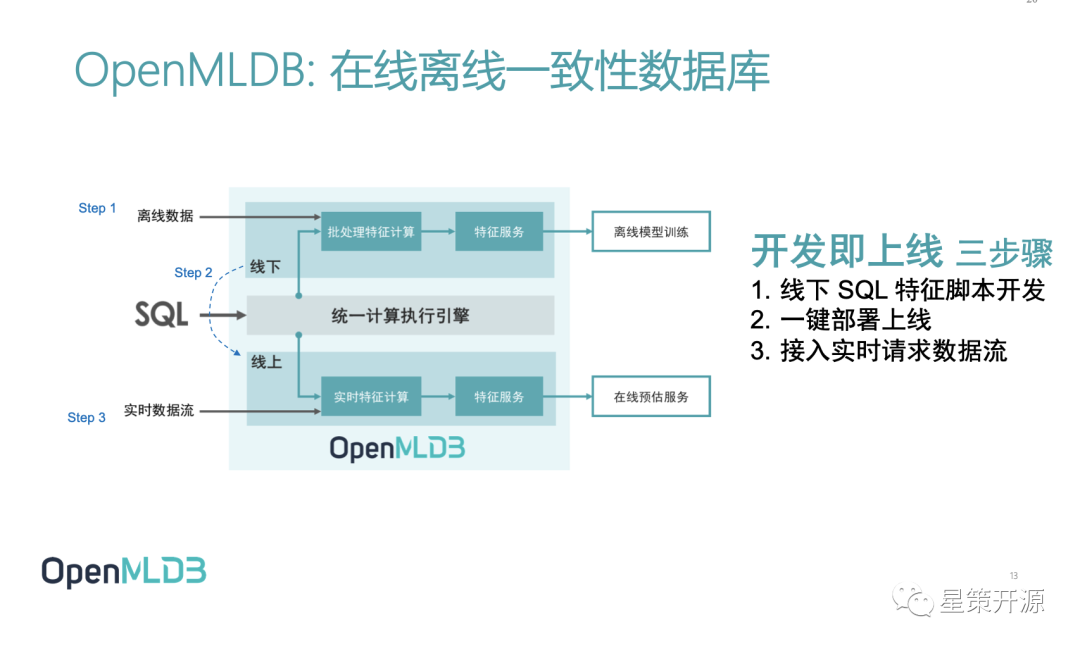 OpenMLDB: 在线离线一致性数据库
Step 1
离线数据
批处理特征计算
特征服务
离线模型训练
Step 2
线下
SQL
统一计算执行引擎
线上
实时特征计算
特征服务
在线预估服务
Step 3
实时数据流
OpenMLDB
开发即上线 三步骤
1. 线下 SQL 特征脚本开发
2. 一键部署上线
3. 接入实时请求数据流
OpenMLDB
13
星策开源